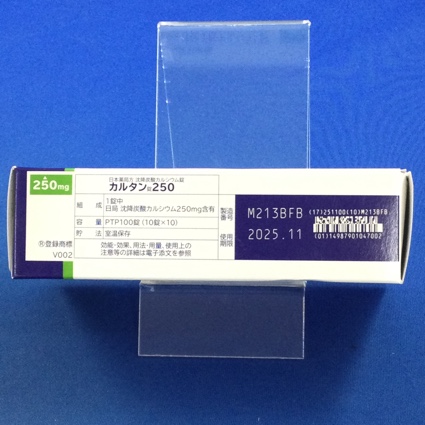 250mg
日本薬局方 沈降炭酸カルシウム錠
カルタン錠250
組成 1錠中
日局 沈降炭酸カルシウム250mg含有
容量 PTP100錠(10錠×10)
貯法 室温保存
効能・効果、用法・用量、使用上の
注意等の詳細は電子添文を参照
®登録商標
V002
製造番号 M213BFB
使用期限 2025.11
(17)251100(10)M213BFB
(01)14987901047002